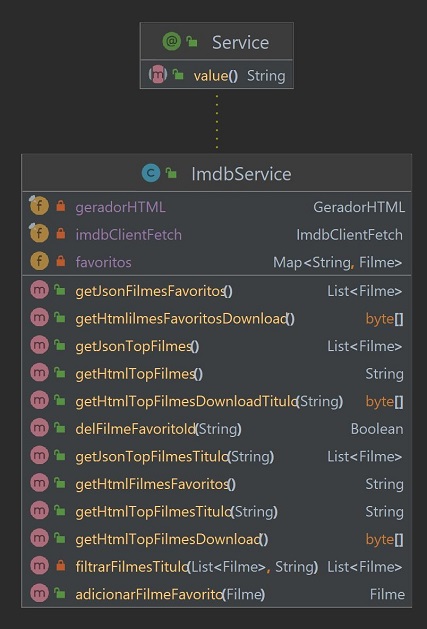 Service
value() String
ImdbService
geradorHTML GeradorHTML
imdbClientFetch ImdbClientFetch
favoritos Map<String, Filme>
getJsonFilmesFavoritos() List<Filme>
getHtmlilmesFavoritosDownload() byte[]
getJsonTopFilmes() List<Filme>
getHtmlTopFilmes() String
getHtmlTopFilmesDownloadTitulo(String) byte[]
delFilmeFavoritoId(String) Boolean
getJsonTopFilmesTitulo(String) List<Filme>
getHtmlFilmesFavoritos() String
getHtmlTopFilmesTitulo(String) String
getHtmlTopFilmesDownload() byte[]
filtrarFilmesTitulo(List<Filme>, String) List<Filme>
adicionarFilmeFavorito(Filme) Filme